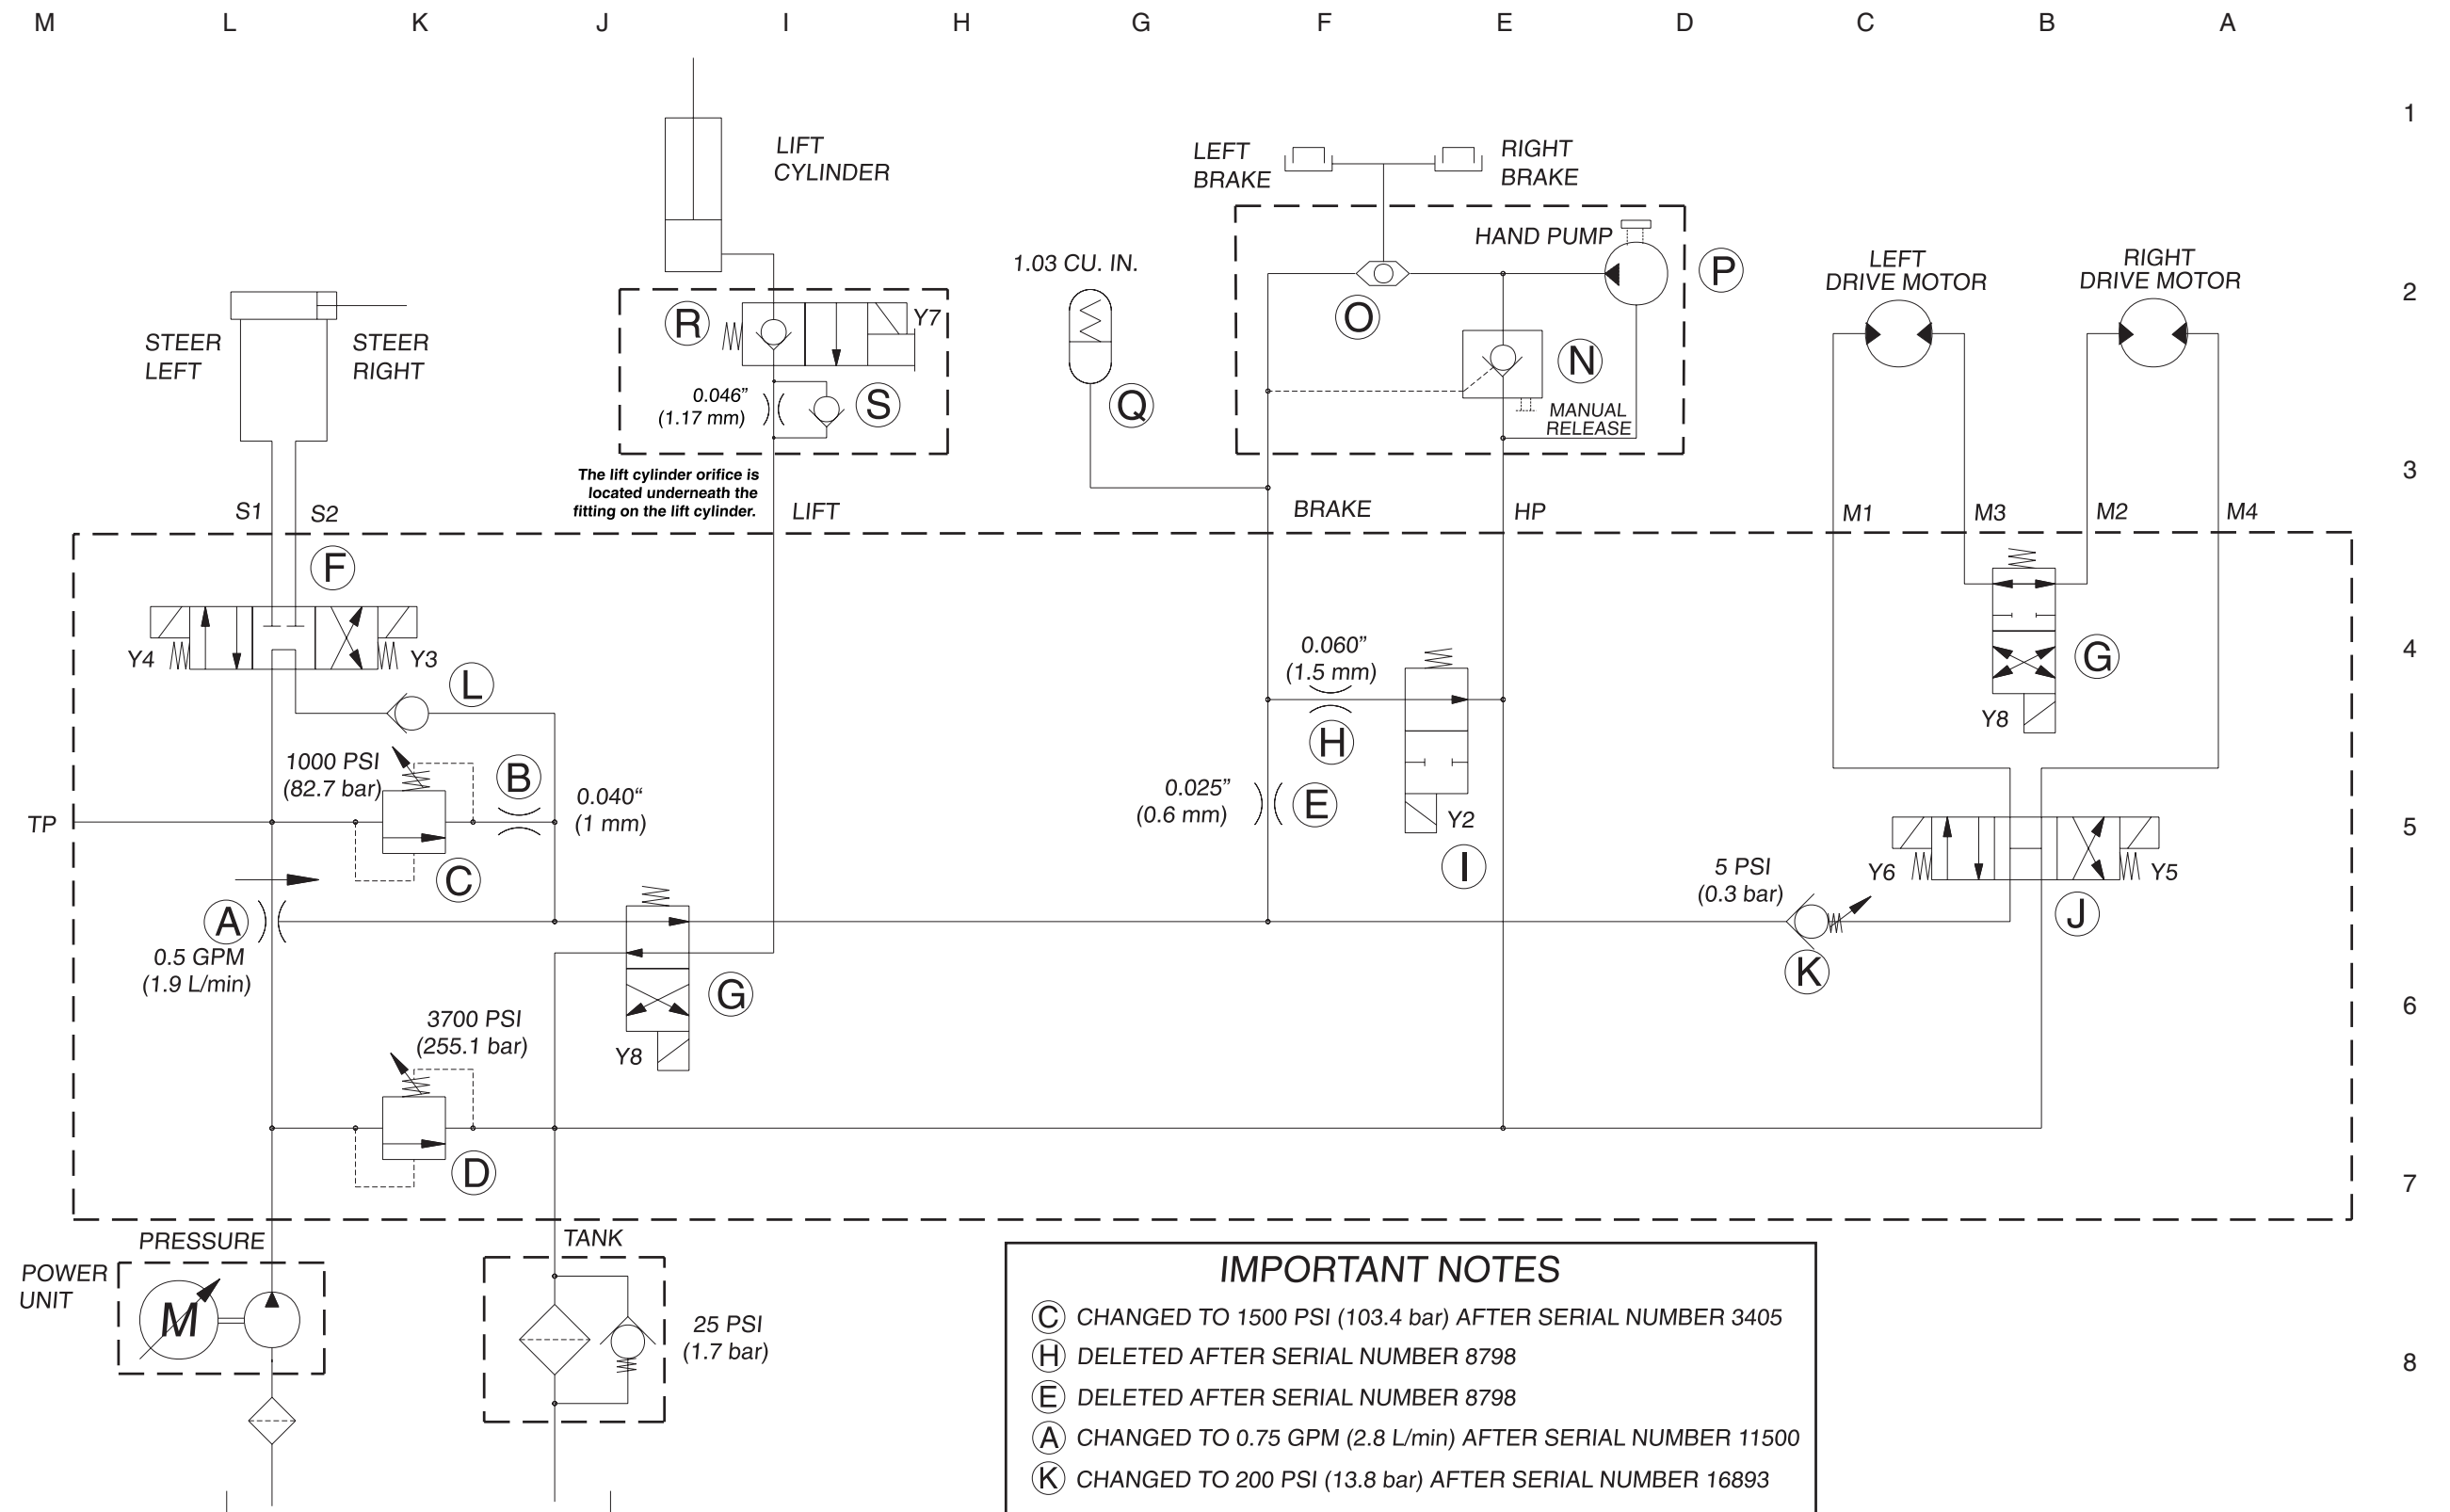 M L K J I H G F E D C B A
1
LIFT
CYLINDER
LEFT
BRAKE
RIGHT
BRAKE
HAND PUMP
P
1.03 CU. IN.
LEFT
DRIVE MOTOR
RIGHT
DRIVE MOTOR
2
O
R
Y7
STEER
LEFT
STEER
RIGHT
N
0.046”
(1.17 mm)
S
Q
MANUAL
RELEASE
3
The lift cylinder orifice is
located underneath the
fitting on the lift cylinder.
S1
S2
LIFT
BRAKE
HP
M1
M3
M2
M4
F
4
Y4
Y3
0.060”
(1.5 mm)
G
L
Y8
H
1000 PSI
(82.7 bar)
B
0.040“
(1 mm)
0.025”
(0.6 mm)
E
Y2
TP
5
C
I
5 PSI
(0.3 bar)
Y6
Y5
A
J
0.5 GPM
(1.9 L/min)
K
G
6
3700 PSI
(255.1 bar)
Y8
D
7
PRESSURE
TANK
POWER
UNIT
M
25 PSI
(1.7 bar)
8
IMPORTANT NOTES
C CHANGED TO 1500 PSI (103.4 bar) AFTER SERIAL NUMBER 3405
H DELETED AFTER SERIAL NUMBER 8798
E DELETED AFTER SERIAL NUMBER 8798
A CHANGED TO 0.75 GPM (2.8 L/min) AFTER SERIAL NUMBER 11500
K CHANGED TO 200 PSI (13.8 bar) AFTER SERIAL NUMBER 16893